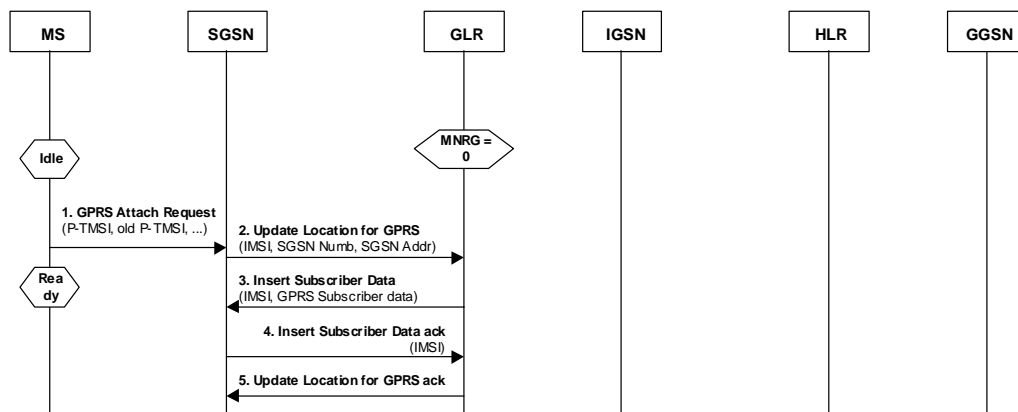 MS
SGSN
GLR
IGSN
HLR
GGSN
Idle
MNRG =
0
1. GPRS Attach Request
(P-TMSI, old P-TMSI, ...)
2. Update Location for GPRS
(IMSI, SGSN Numb, SGSN Addr)
Rea
dy
3. Insert Subscriber Data
(IMSI, GPRS Subscriber data)
4. Insert Subscriber Data ack
(IMSI)
5. Update Location for GPRS ack